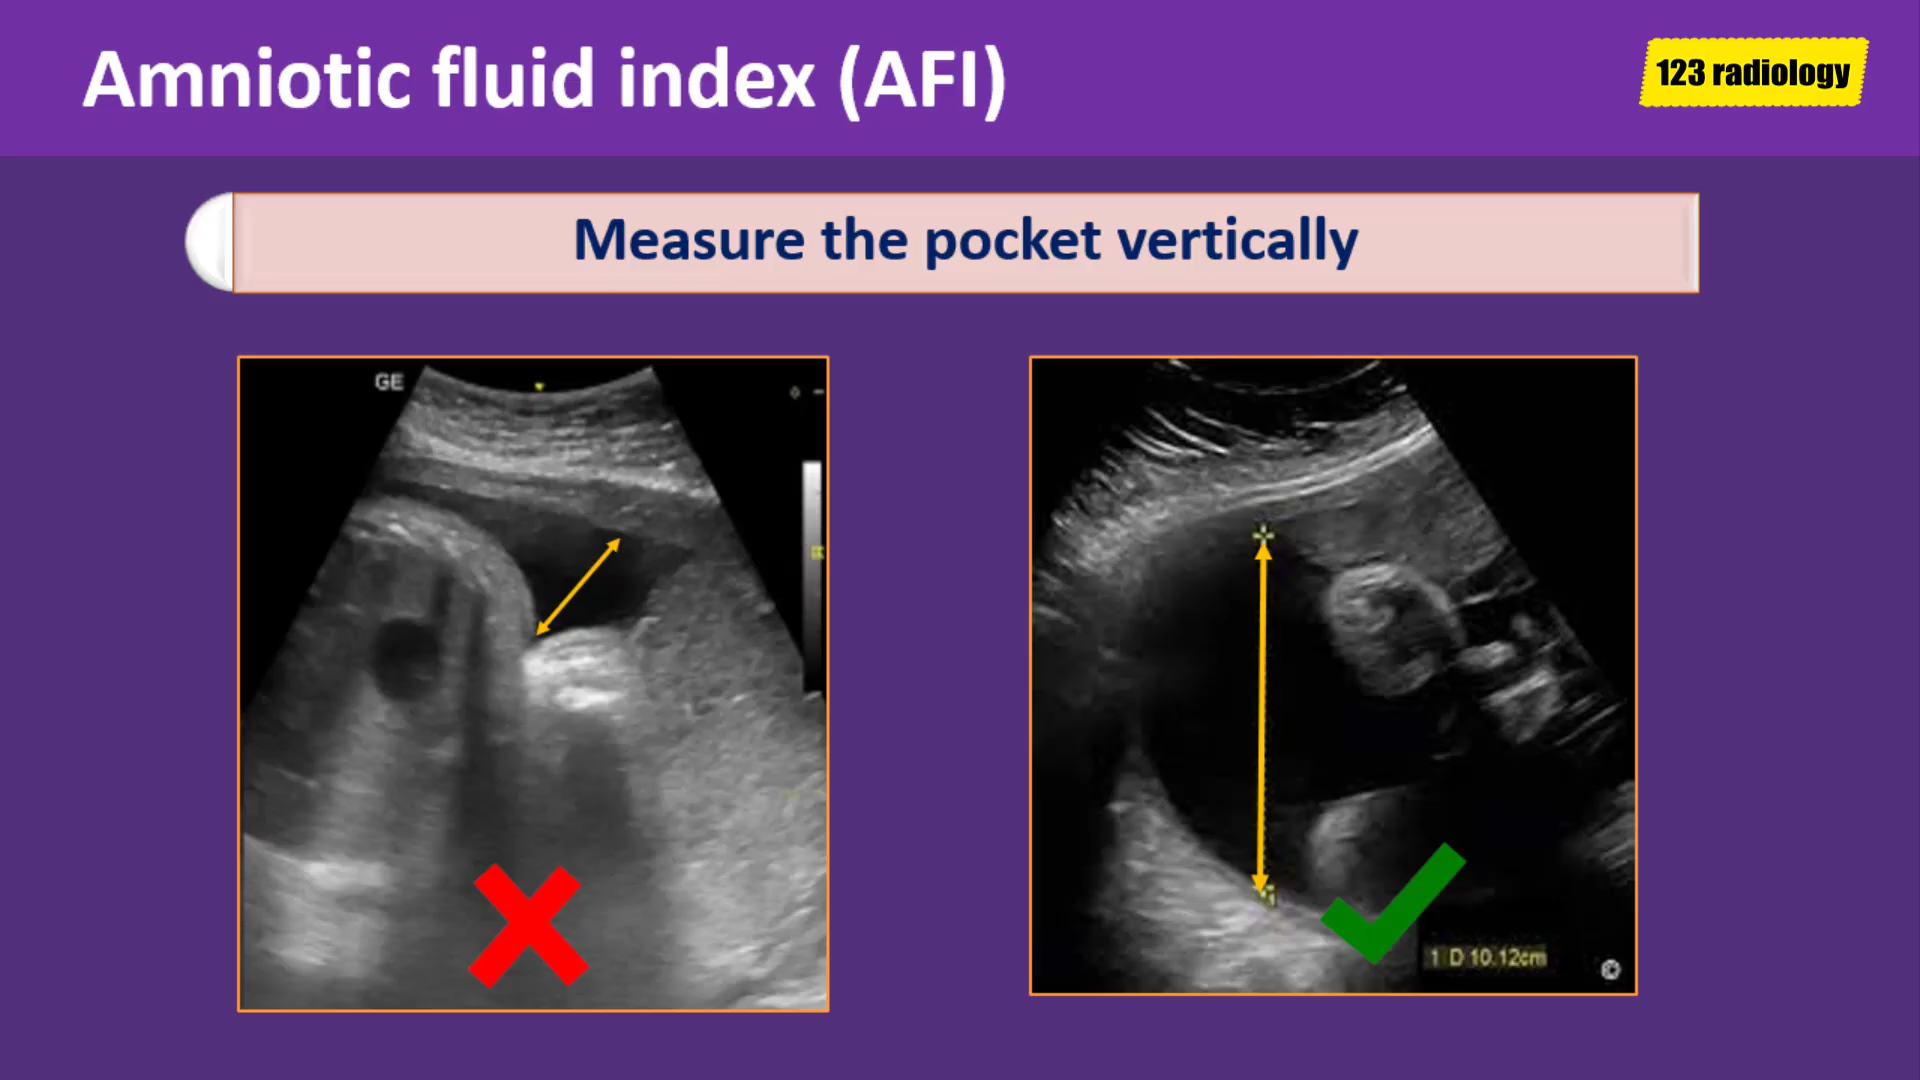 Amniotic fluid index (AFI)
123 radiology
Measure the pocket vertically
GE
1 D 10.12cm
©